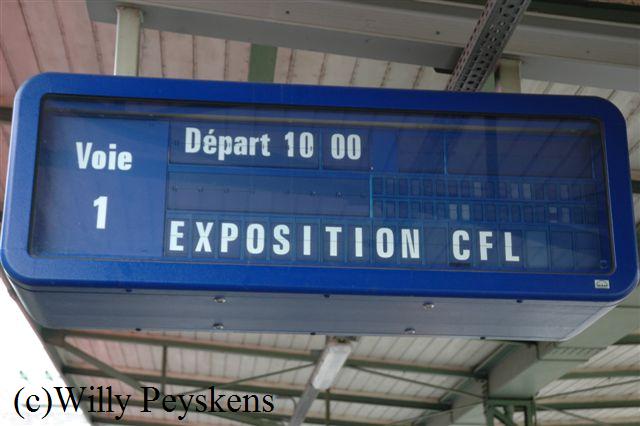 Voie
1
Départ 10 00
EXPOSITION CFL
(c)Willy Peyskens